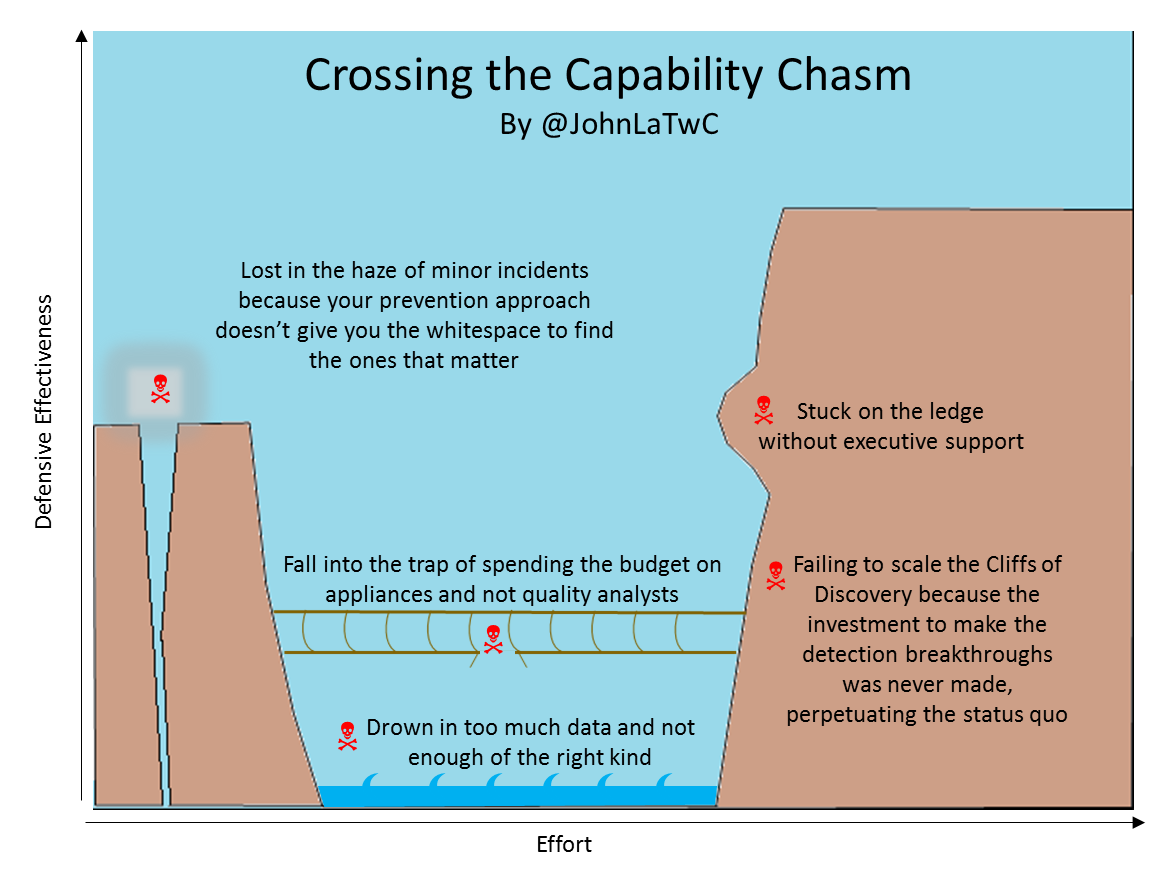 Crossing the Capability Chasm
By @JohnLaTwC
Lost in the haze of minor incidents
because your prevention approach
doesn’t give you the whitespace to find
the ones that matter
Stuck on the ledge
without executive support
Fall into the trap of spending the budget on
appliances and not quality analysts
Failing to scale the Cliffs of
Discovery because the
investment to make the
detection breakthroughs
was never made,
perpetuating the status quo
Drown in too much data and not
enough of the right kind
Defensive Effectiveness
Effort